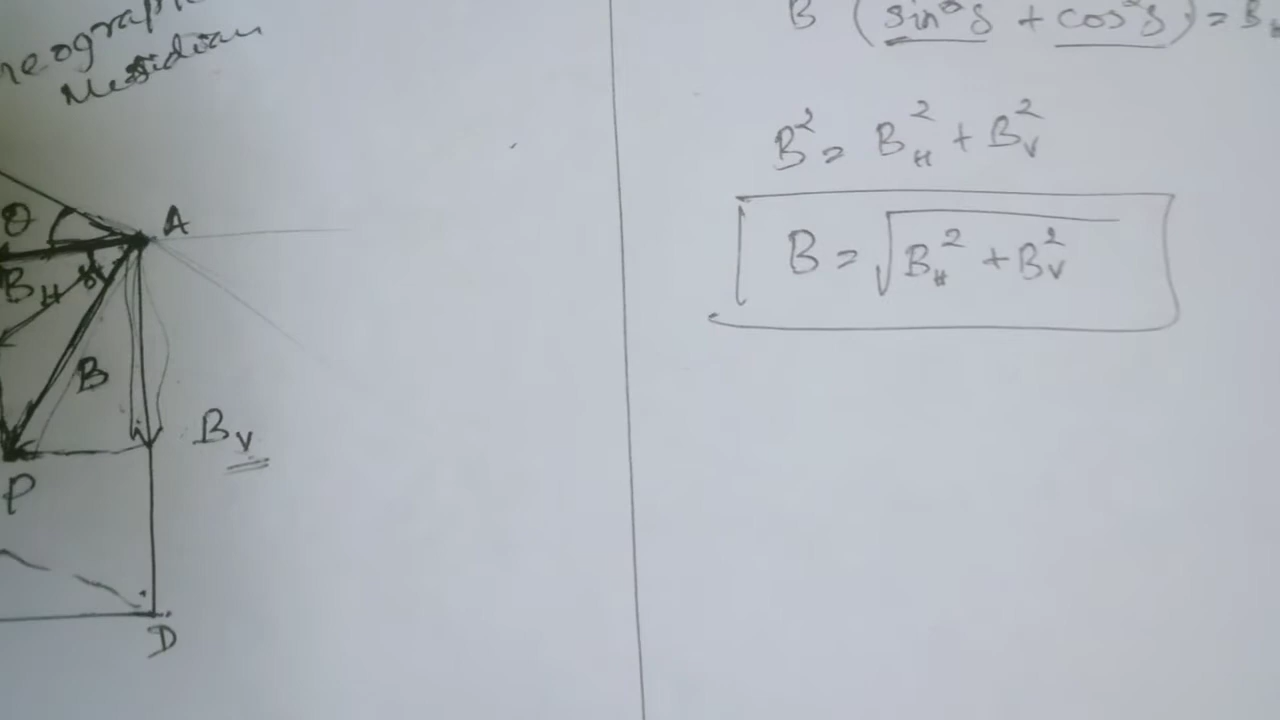 Meridian
θ
A
B_H
δ
B
B_V
P
D
B (sin²δ + cos²δ) =
B² = B_H² + B_V²
B = √(B_H² + B_V²)